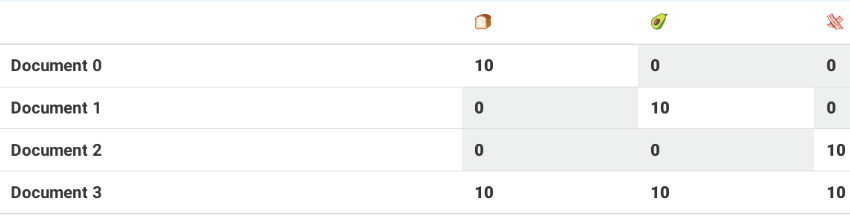 🍞 🥑 🥓
Document 0 10 0 0
Document 1 0 10 0
Document 2 0 0 10
Document 3 10 10 10